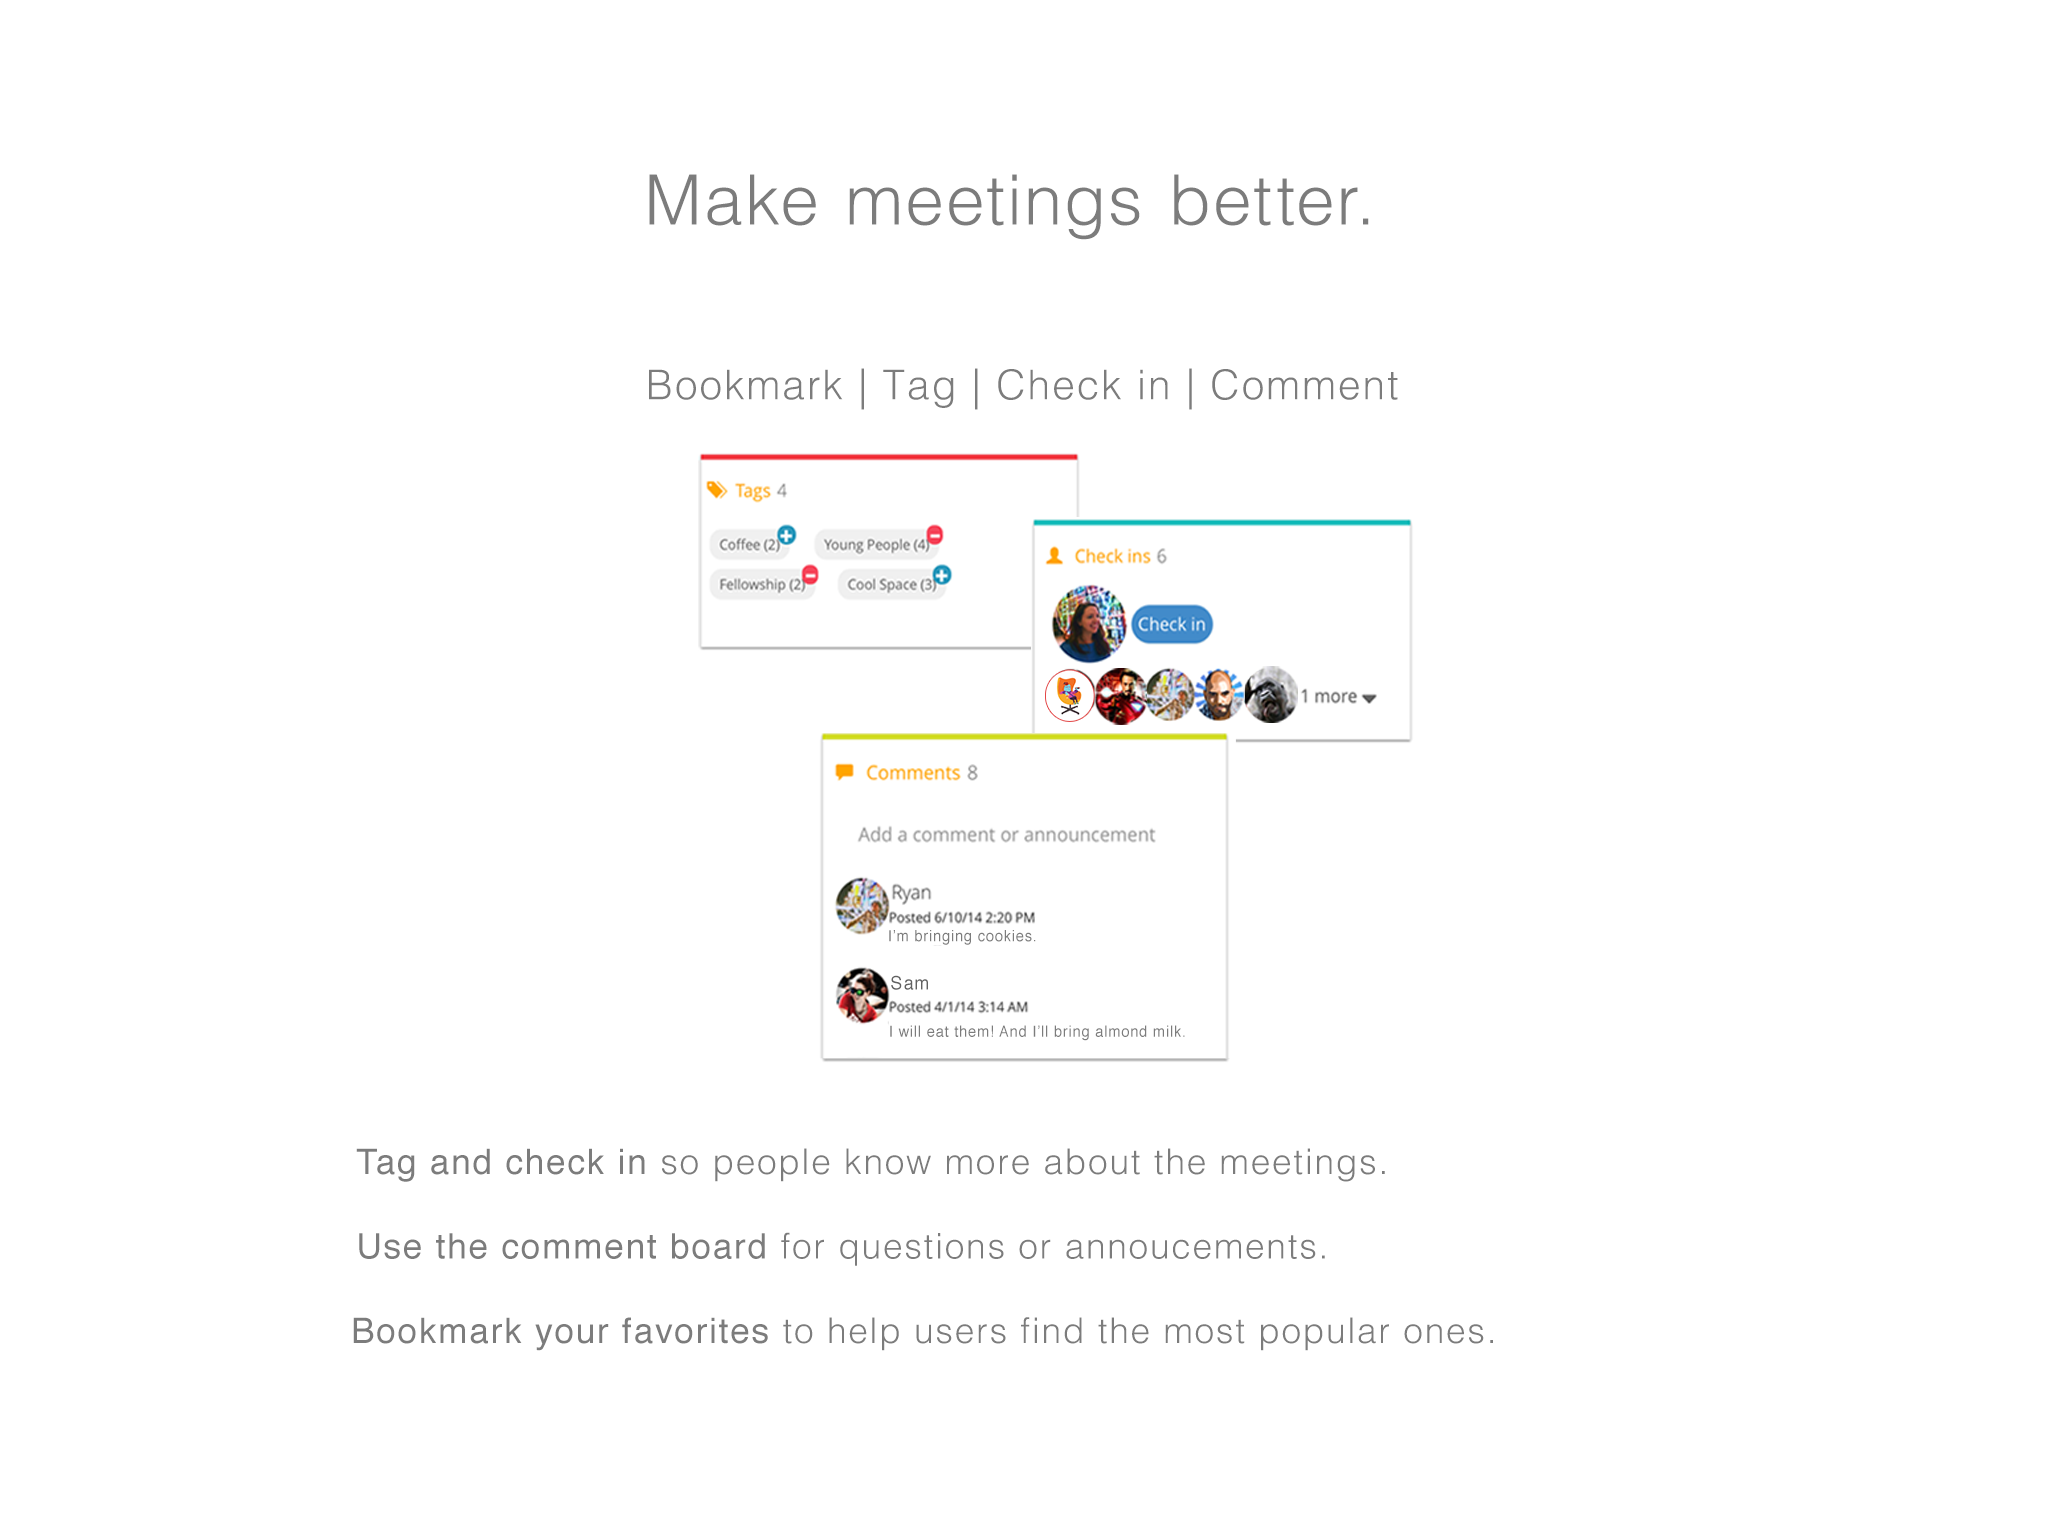 Make meetings better.
Bookmark | Tag | Check in | Comment
Tags 4
Coffee (2)
Young People (4)
Fellowship (2)
Cool Space (3)
Check ins 6
Check in
1 more
Comments 8
Add a comment or announcement
Ryan
Posted 6/10/14 2:20 PM
I'm bringing cookies.
Sam
Posted 4/1/14 3:14 AM
I will eat them! And I'll bring almond milk.
Tag and check in so people know more about the meetings.
Use the comment board for questions or annoucements.
Bookmark your favorites to help users find the most popular ones.